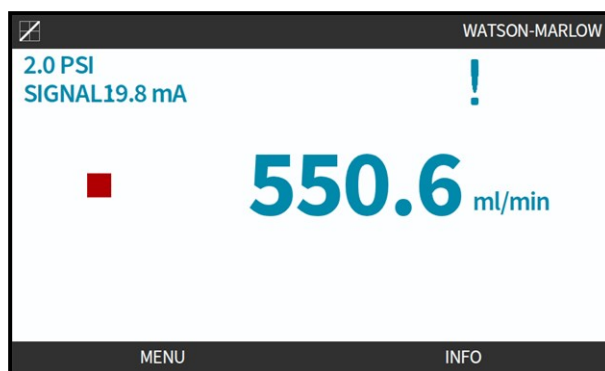 WATSON-MARLOW
2.0 PSI
SIGNAL19.8 mA
!
550.6 ml/min
MENU
INFO